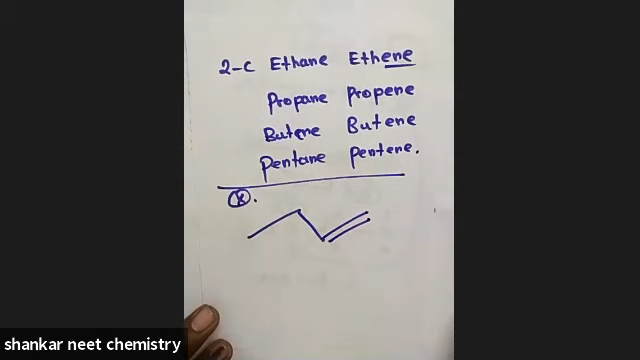 2-C Ethane Ethene
Propane Propene
Butene Butene
Pentane Pentene.
shankar neet chemistry